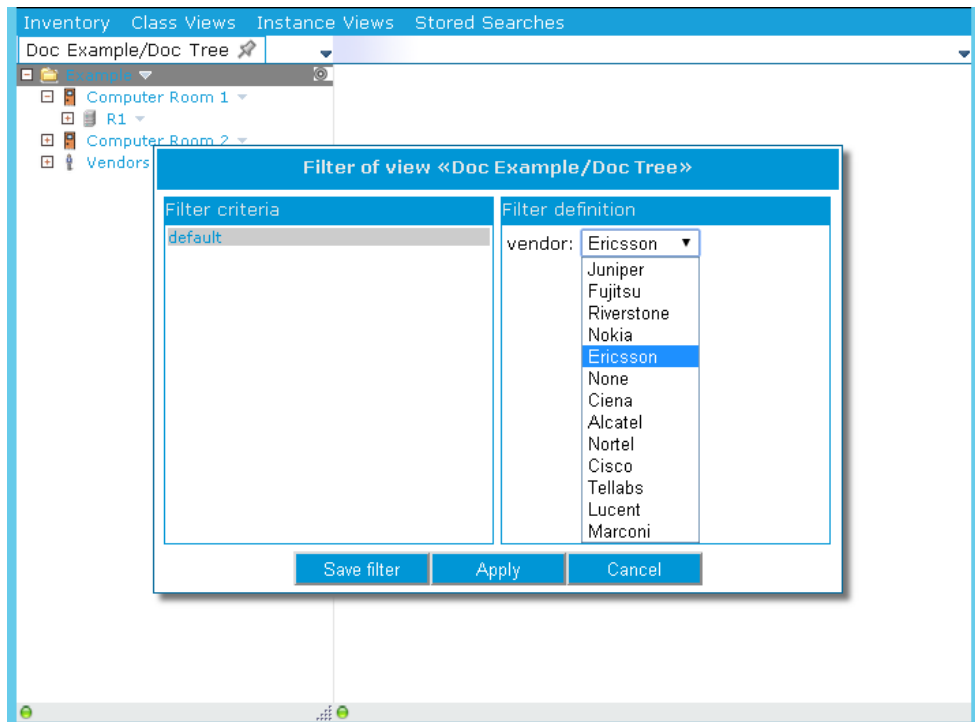 Inventory Class Views Instance Views Stored Searches
Doc Example/Doc Tree
Example
Computer Room 1
R1
Computer Room 2
Vendors
Filter of view «Doc Example/Doc Tree»
Filter criteria
default
Filter definition
vendor: Ericsson
Juniper
Fujitsu
Riverstone
Nokia
Ericsson
None
Ciena
Alcatel
Nortel
Cisco
Tellabs
Lucent
Marconi
Save filter Apply Cancel